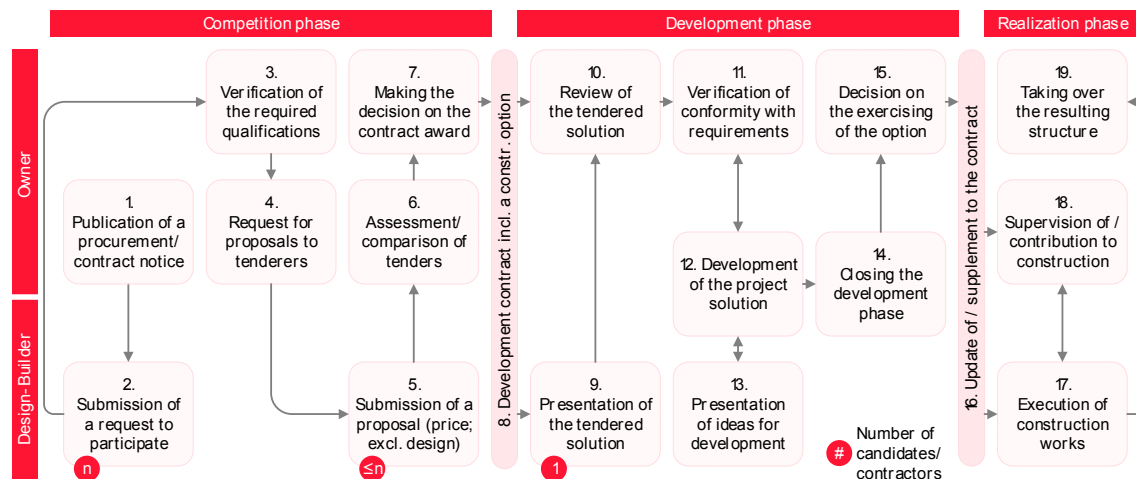 Competition phase
Development phase
Realization phase
Owner
Design-Builder
1.
Publication of a
procurement/
contract notice
2.
Submission of
a request to
participate
n
3.
Verification of
the required
qualifications
4.
Request for
proposals to
tenderers
5.
Submission of a
proposal (price;
excl. design)
≤n
6.
Assessment/
comparison of
tenders
7.
Making the
decision on the
contract award
8. Development contract incl. a constr. option
9.
Presentation of
the tendered
solution
1
10.
Review of
the tendered
solution
11.
Verification of
conformity with
requirements
12. Development
of the project
solution
13.
Presentation
of ideas for
development
14.
Closing the
development
phase
15.
Decision on
the exercising
of the option
16. Update of / supplement to the contract
17.
Execution of
construction
works
18.
Supervision of /
contribution to
construction
19.
Taking over
the resulting
structure
#
Number of
candidates/
contractors